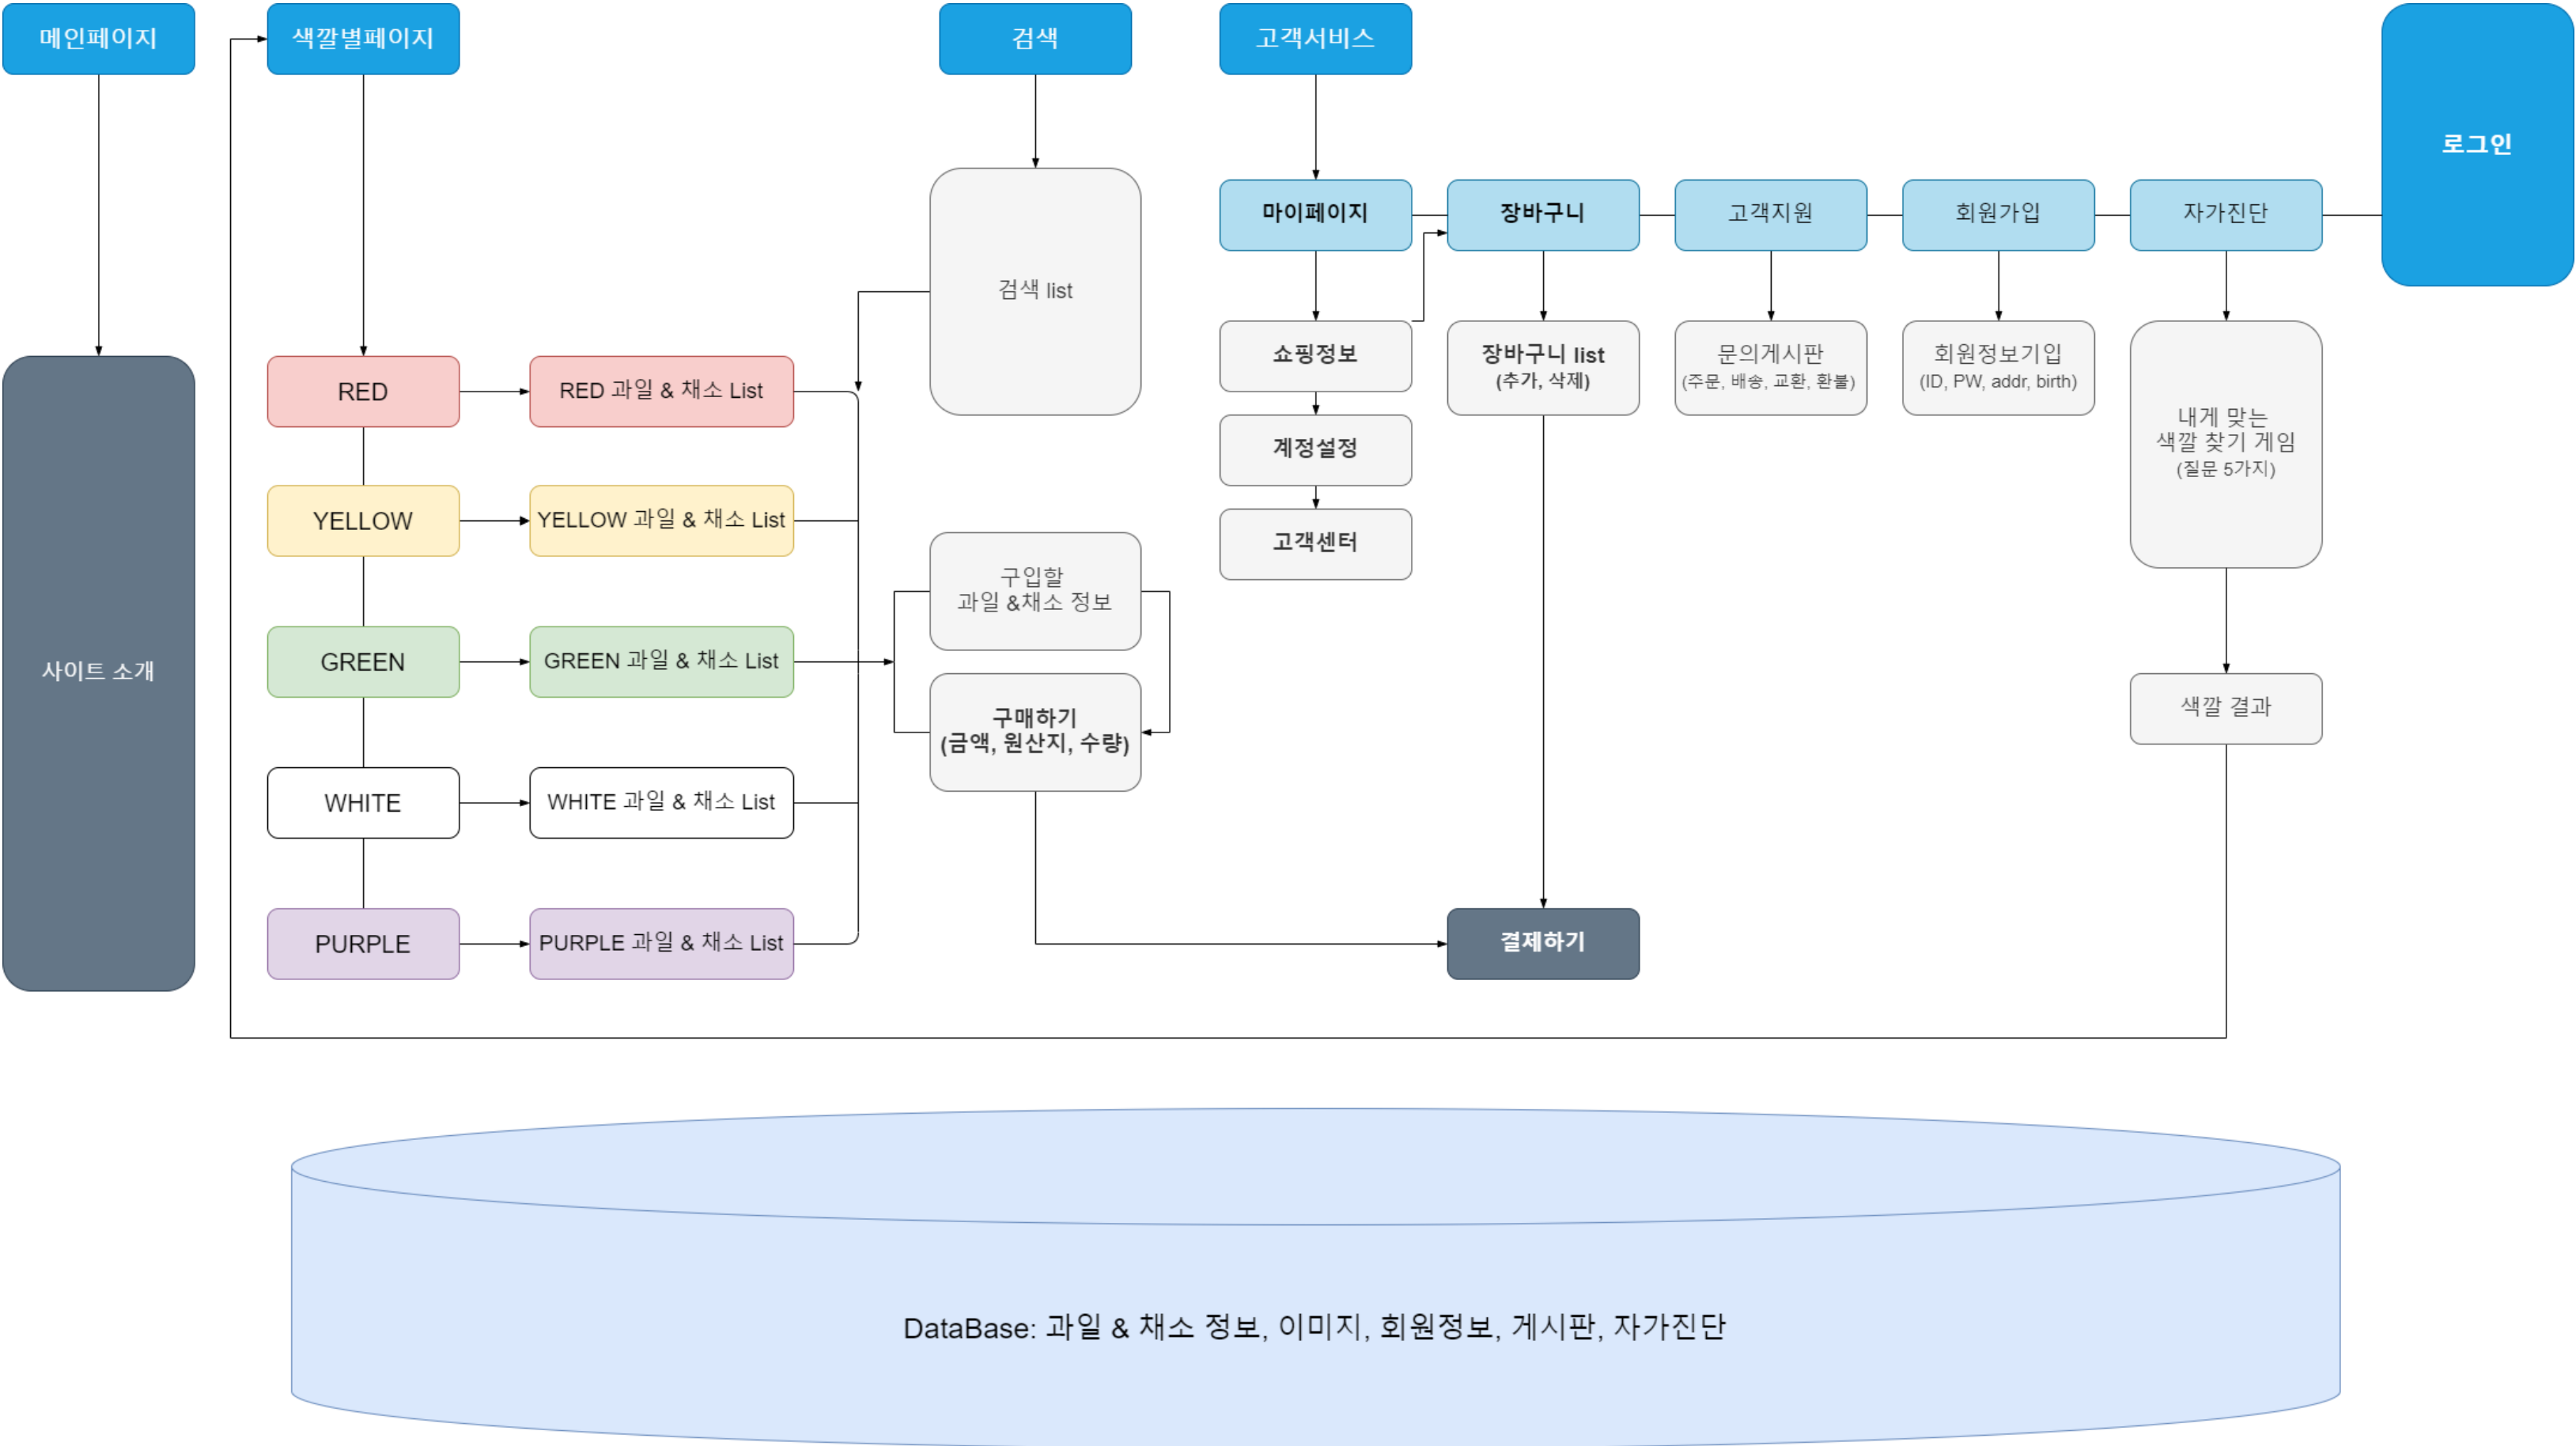 메인페이지
색깔별페이지
검색
고객서비스
로그인
마이페이지
장바구니
고객지원
회원가입
자가진단
검색 list
쇼핑정보
장바구니 list
(추가, 삭제)
문의게시판
(주문, 배송, 교환, 환불)
회원정보기입
(ID, PW, addr, birth)
내게 맞는
색깔 찾기 게임
(질문 5가지)
계정설정
고객센터
사이트 소개
RED
RED 과일 & 채소 List
YELLOW
YELLOW 과일 & 채소 List
GREEN
GREEN 과일 & 채소 List
WHITE
WHITE 과일 & 채소 List
PURPLE
PURPLE 과일 & 채소 List
구입할
과일 &채소 정보
구매하기
(금액, 원산지, 수량)
색깔 결과
결제하기
DataBase: 과일 & 채소 정보, 이미지, 회원정보, 게시판, 자가진단